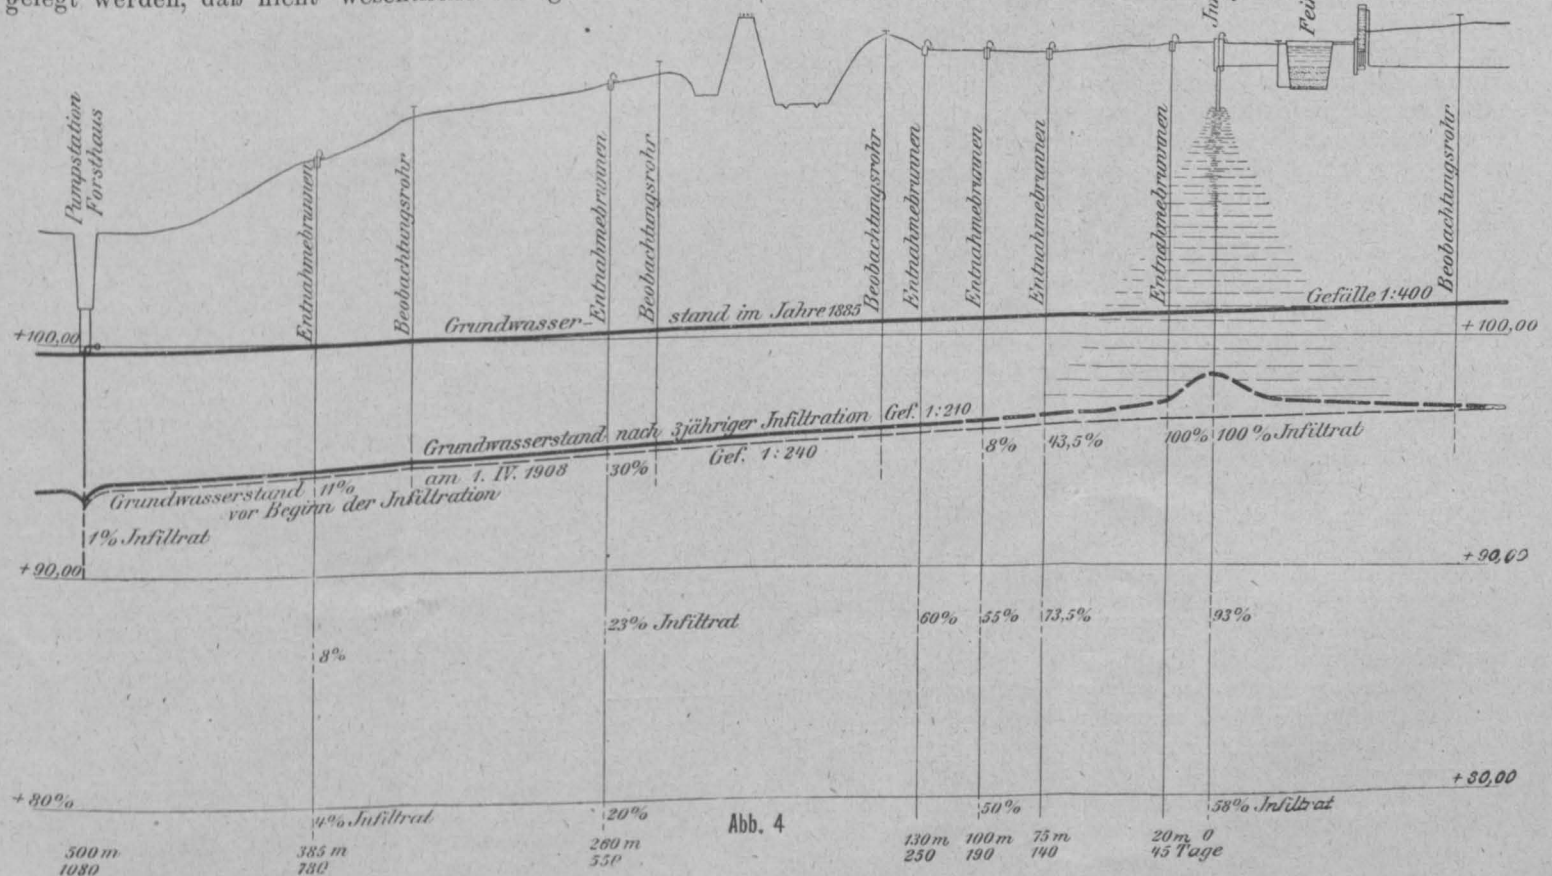 gelegt werden, daß nicht
Pumpstation
Forsthaus
Entnahmebrunnen
Beobachtungsrohr
Entnahmebrunnen
Beobachtungsrohr
Beobachtungsrohr
Entnahmebrunnen
Entnahmebrunnen
Entnahmebrunnen
Entnahmebrunnen
Beobachtungsrohr
Gefälle 1:400
Grundwasser- stand im Jahre 1885
+100,00
+100,00
Grundwasserstand nach 3jähriger Infiltration Gef. 1:210
8% 43,5% 100% 100% Infiltrat
am 1. IV. 1908 30% Gef. 1:240
Grundwasserstand 11%
vor Beginn der Infiltration
1% Infiltrat
+90,00
+90,00
23% Infiltrat 60% 55% 73,5% 93%
8%
+80%
+80,00
4% Infiltrat 20% 50% 58% Infiltrat
Abb. 4
500 m 385 m 260 m 130 m 100 m 75 m 20 m 0
1080 780 550 250 190 140 45 Tage